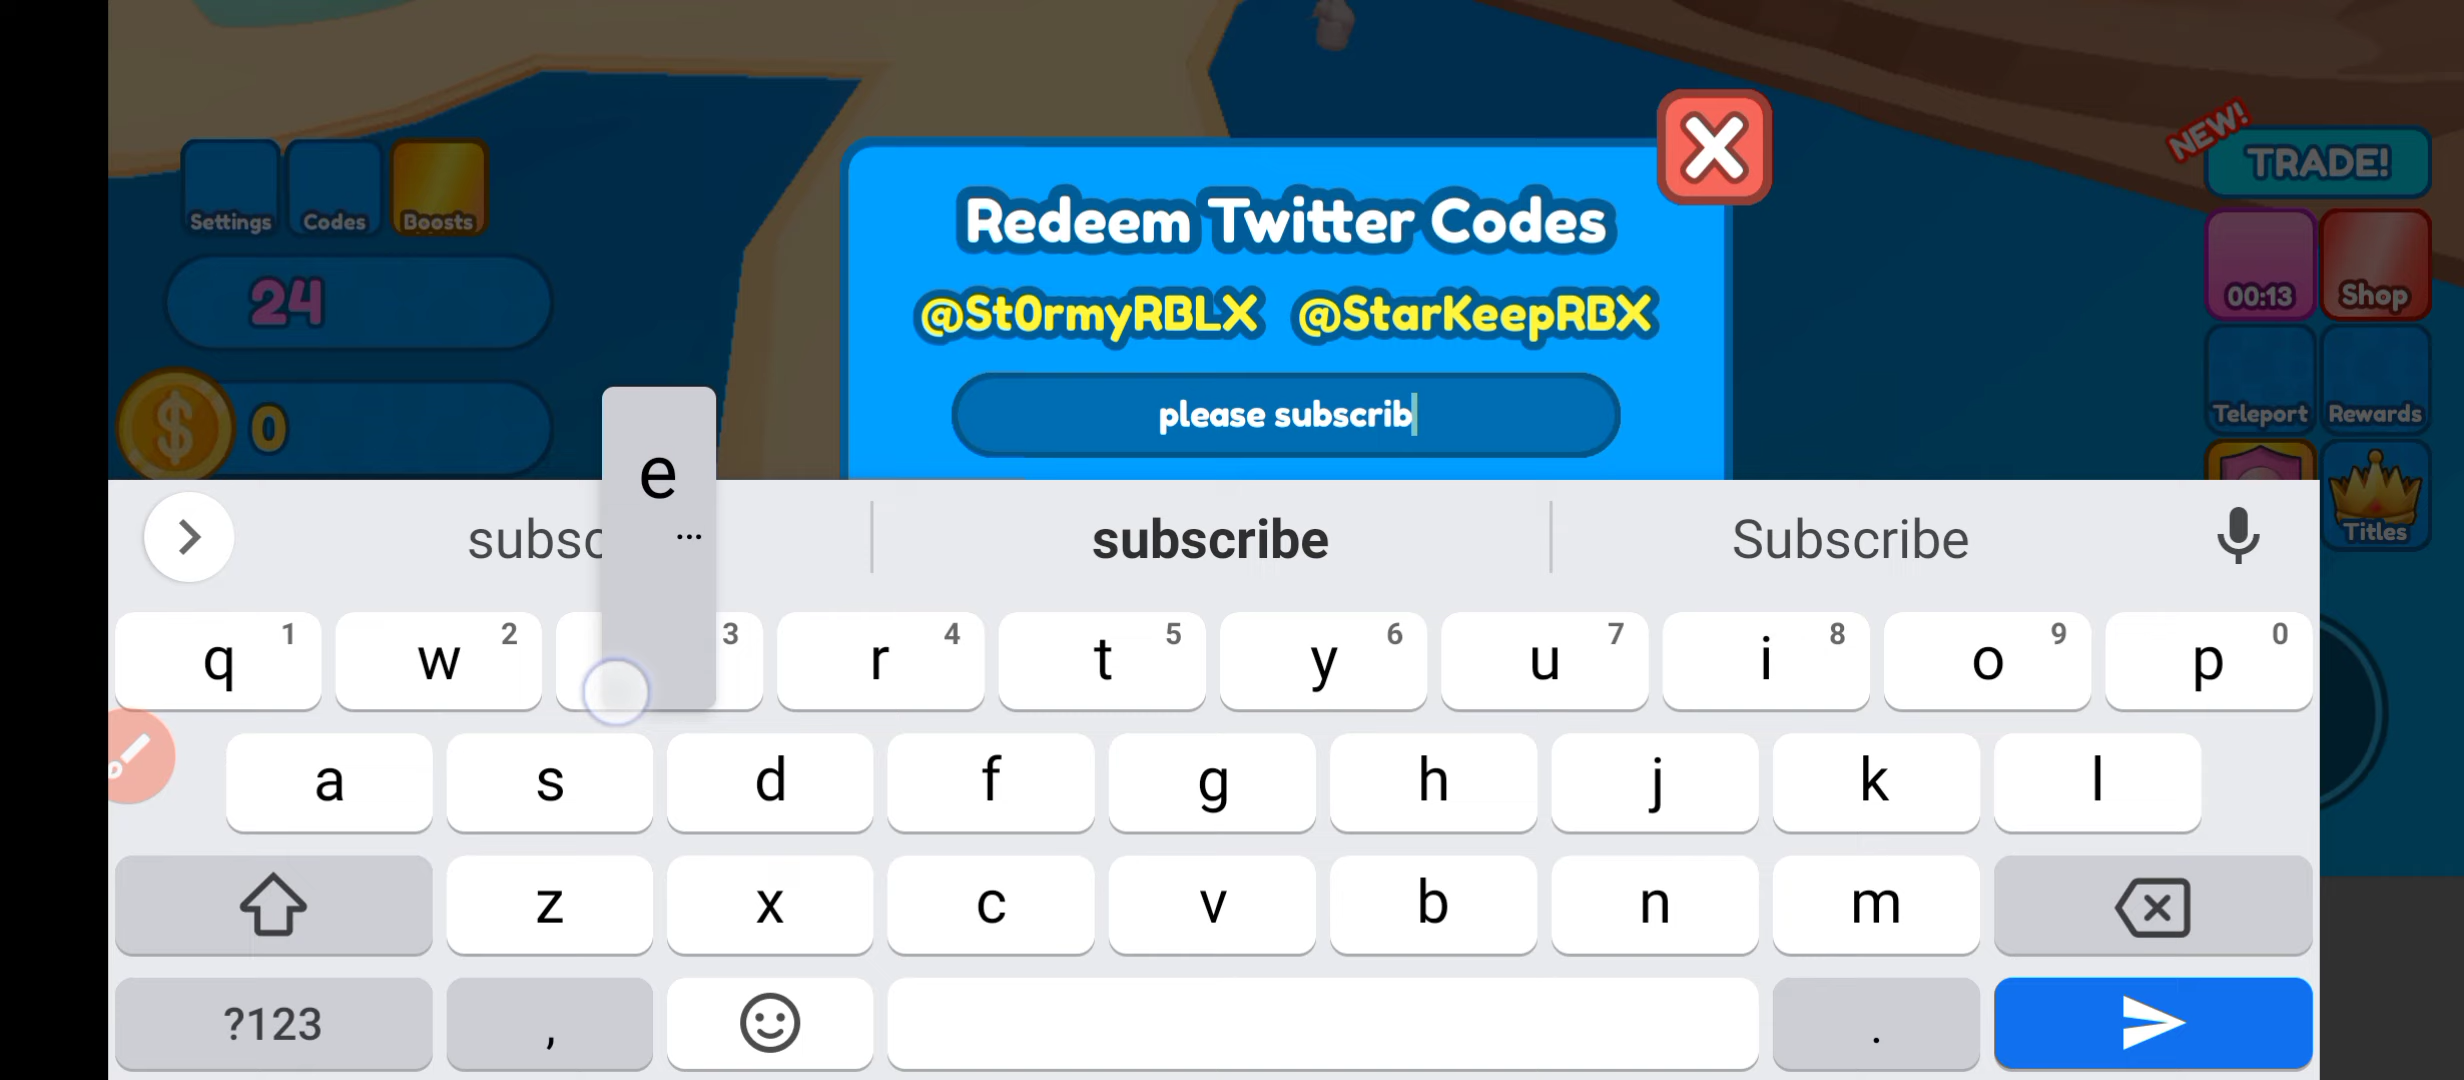 NEW!
TRADE!
Redeem Twitter Codes
@St0rmyRBLX @StarKeepRBX
please subscrib
Settings Codes Boosts
24
0
00:13 Shop
Teleport Rewards
Titles
e
...
subsc subscribe Subscribe
q 1 w 2 3 r 4 t 5 y 6 u 7 i 8 o 9 p 0
a s d f g h j k l
z x c v b n m
?123 , .